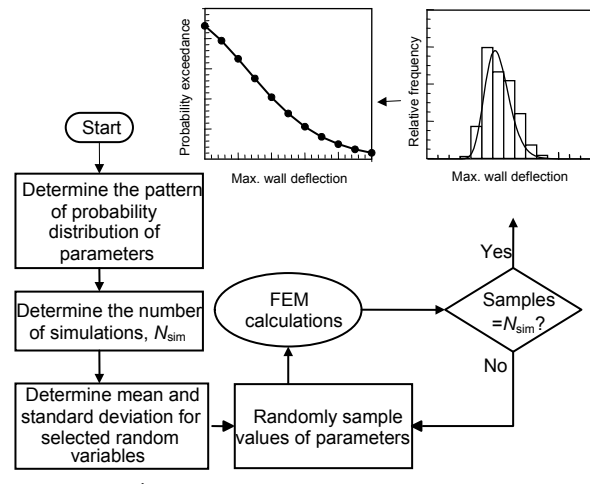 Probability exceedance
Max. wall deflection
Relative frequency
Max. wall deflection
Start
Determine the pattern
of probability
distribution of
parameters
Determine the number
of simulations, Nsim
Determine mean and
standard deviation for
selected random
variables
Randomly sample
values of parameters
FEM
calculations
Samples
=Nsim?
Yes
No